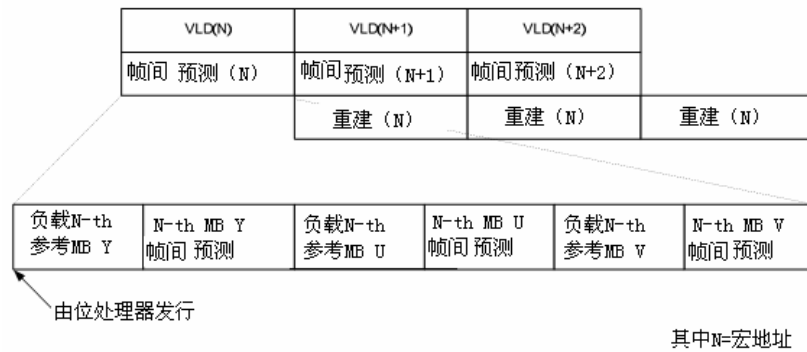 VLD(N) VLD(N+1) VLD(N+2)
帧间 预测（N） 帧间预测（N+1） 帧间预测（N+2）
重建（N） 重建（N） 重建（N）
负载N-th 参考MB Y
N-th MB Y 帧间 预测
负载N-th 参考MB U
N-th MB U 帧间 预测
负载N-th 参考MB V
N-th MB V 帧间 预测
由位处理器发行
其中N=宏地址